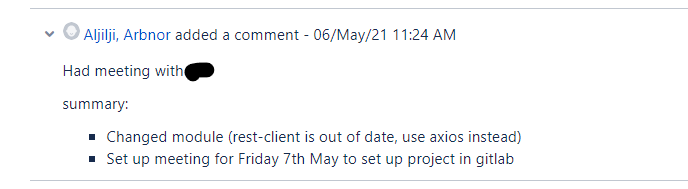 Aljilji, Arbnor added a comment - 06/May/21 11:24 AM
Had meeting with
summary:
Changed module (rest-client is out of date, use axios instead)
Set up meeting for Friday 7th May to set up project in gitlab